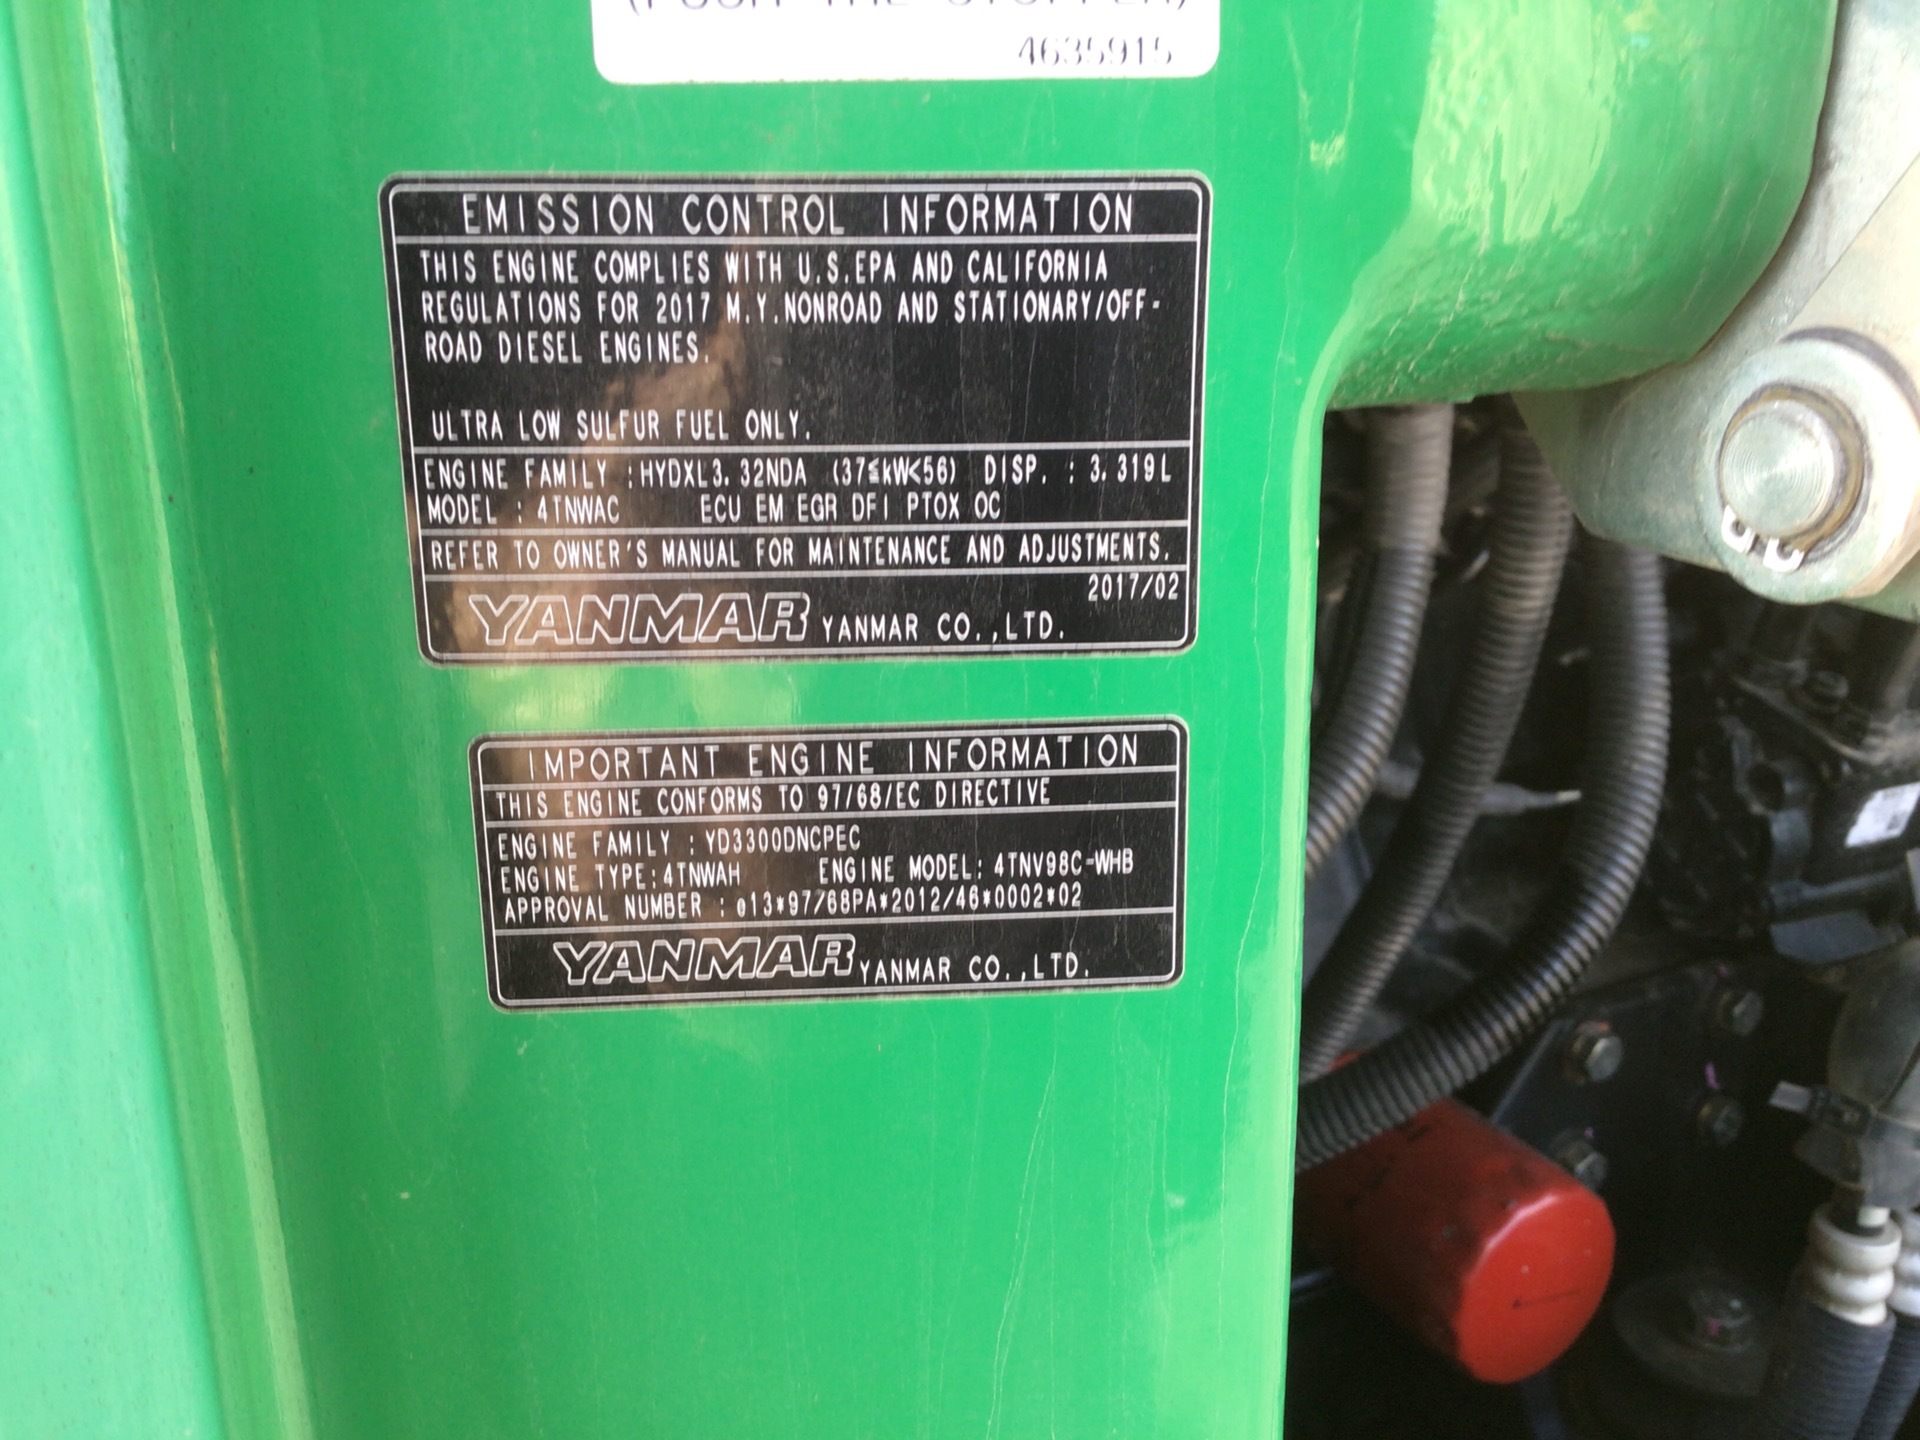 (PUSH THE STOPPER)
4635915
EMISSION CONTROL INFORMATION
THIS ENGINE COMPLIES WITH U.S.EPA AND CALIFORNIA
REGULATIONS FOR 2017 M.Y.NONROAD AND STATIONARY/OFF-
ROAD DIESEL ENGINES.
ULTRA LOW SULFUR FUEL ONLY.
ENGINE FAMILY :HYDXL3.32NDA (37≦kW<56) DISP. : 3.319L
MODEL : 4TNWAC ECU EM EGR DFI PTOX OC
REFER TO OWNER'S MANUAL FOR MAINTENANCE AND ADJUSTMENTS.
2017/02
YANMAR YANMAR CO.,LTD.
IMPORTANT ENGINE INFORMATION
THIS ENGINE CONFORMS TO 97/68/EC DIRECTIVE
ENGINE FAMILY : YD3300DNCPEC
ENGINE TYPE:4TNWAH ENGINE MODEL: 4TNV98C-WHB
APPROVAL NUMBER : e13*97/68PA*2012/46*0002*02
YANMAR YANMAR CO.,LTD.